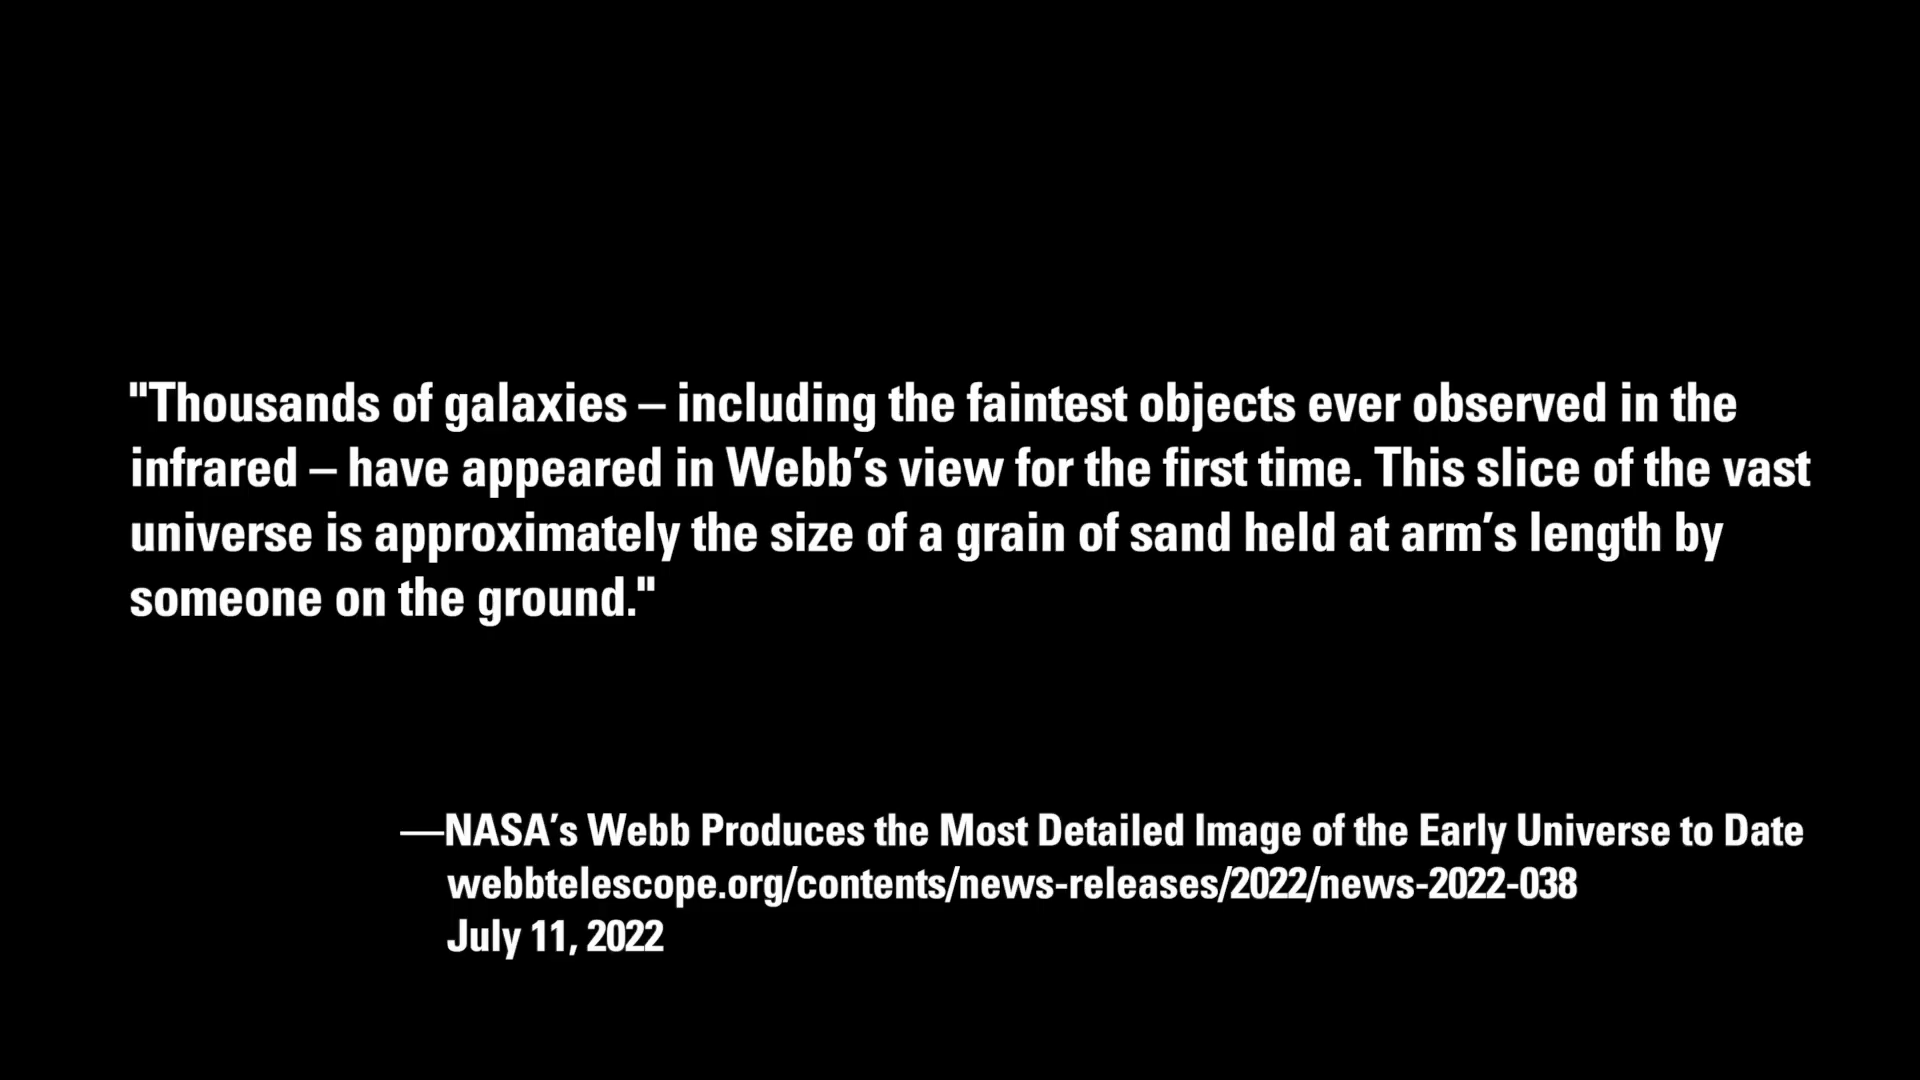 "Thousands of galaxies – including the faintest objects ever observed in the
infrared – have appeared in Webb’s view for the first time. This slice of the vast
universe is approximately the size of a grain of sand held at arm’s length by
someone on the ground."
—NASA’s Webb Produces the Most Detailed Image of the Early Universe to Date
webbtelescope.org/contents/news-releases/2022/news-2022-038
July 11, 2022